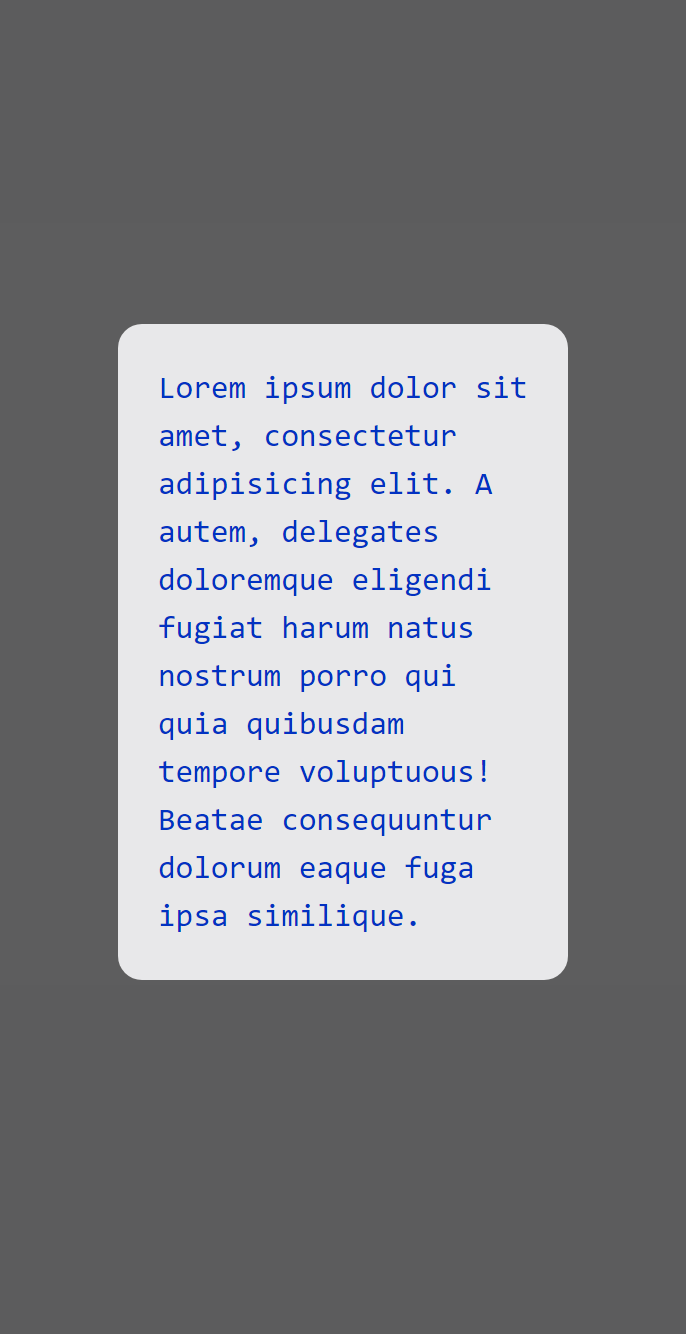 Lorem ipsum dolor sit
amet, consectetur
adipisicing elit. A
autem, delegates
doloremque eligendi
fugiat harum natus
nostrum porro qui
quia quibusdam
tempore voluptuous!
Beatae consequuntur
dolorum eaque fuga
ipsa similique.